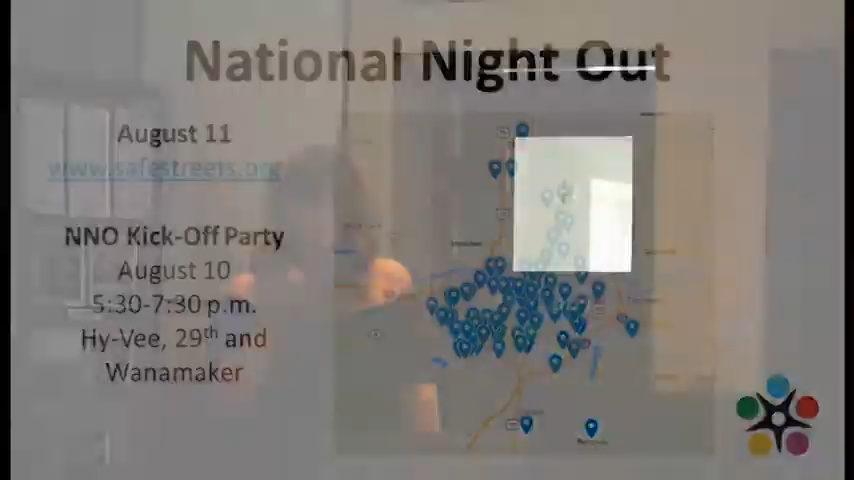 National Night Out
August 11
www.safestreets.org
NNO Kick-Off Party
August 10
5:30-7:30 p.m.
Hy-Vee, 29th and
Wanamaker